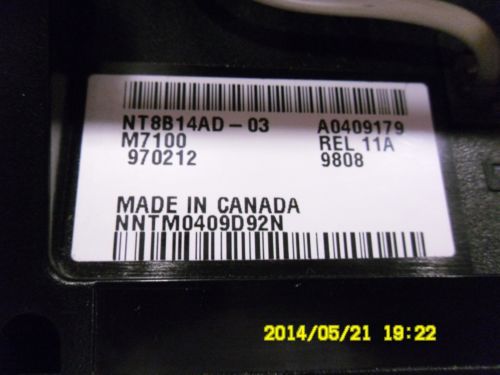 NT8B14AD-03 A0409179
M7100 REL 11A
970212 9808
MADE IN CANADA
NNTM0409D92N
2014/05/21 19:22